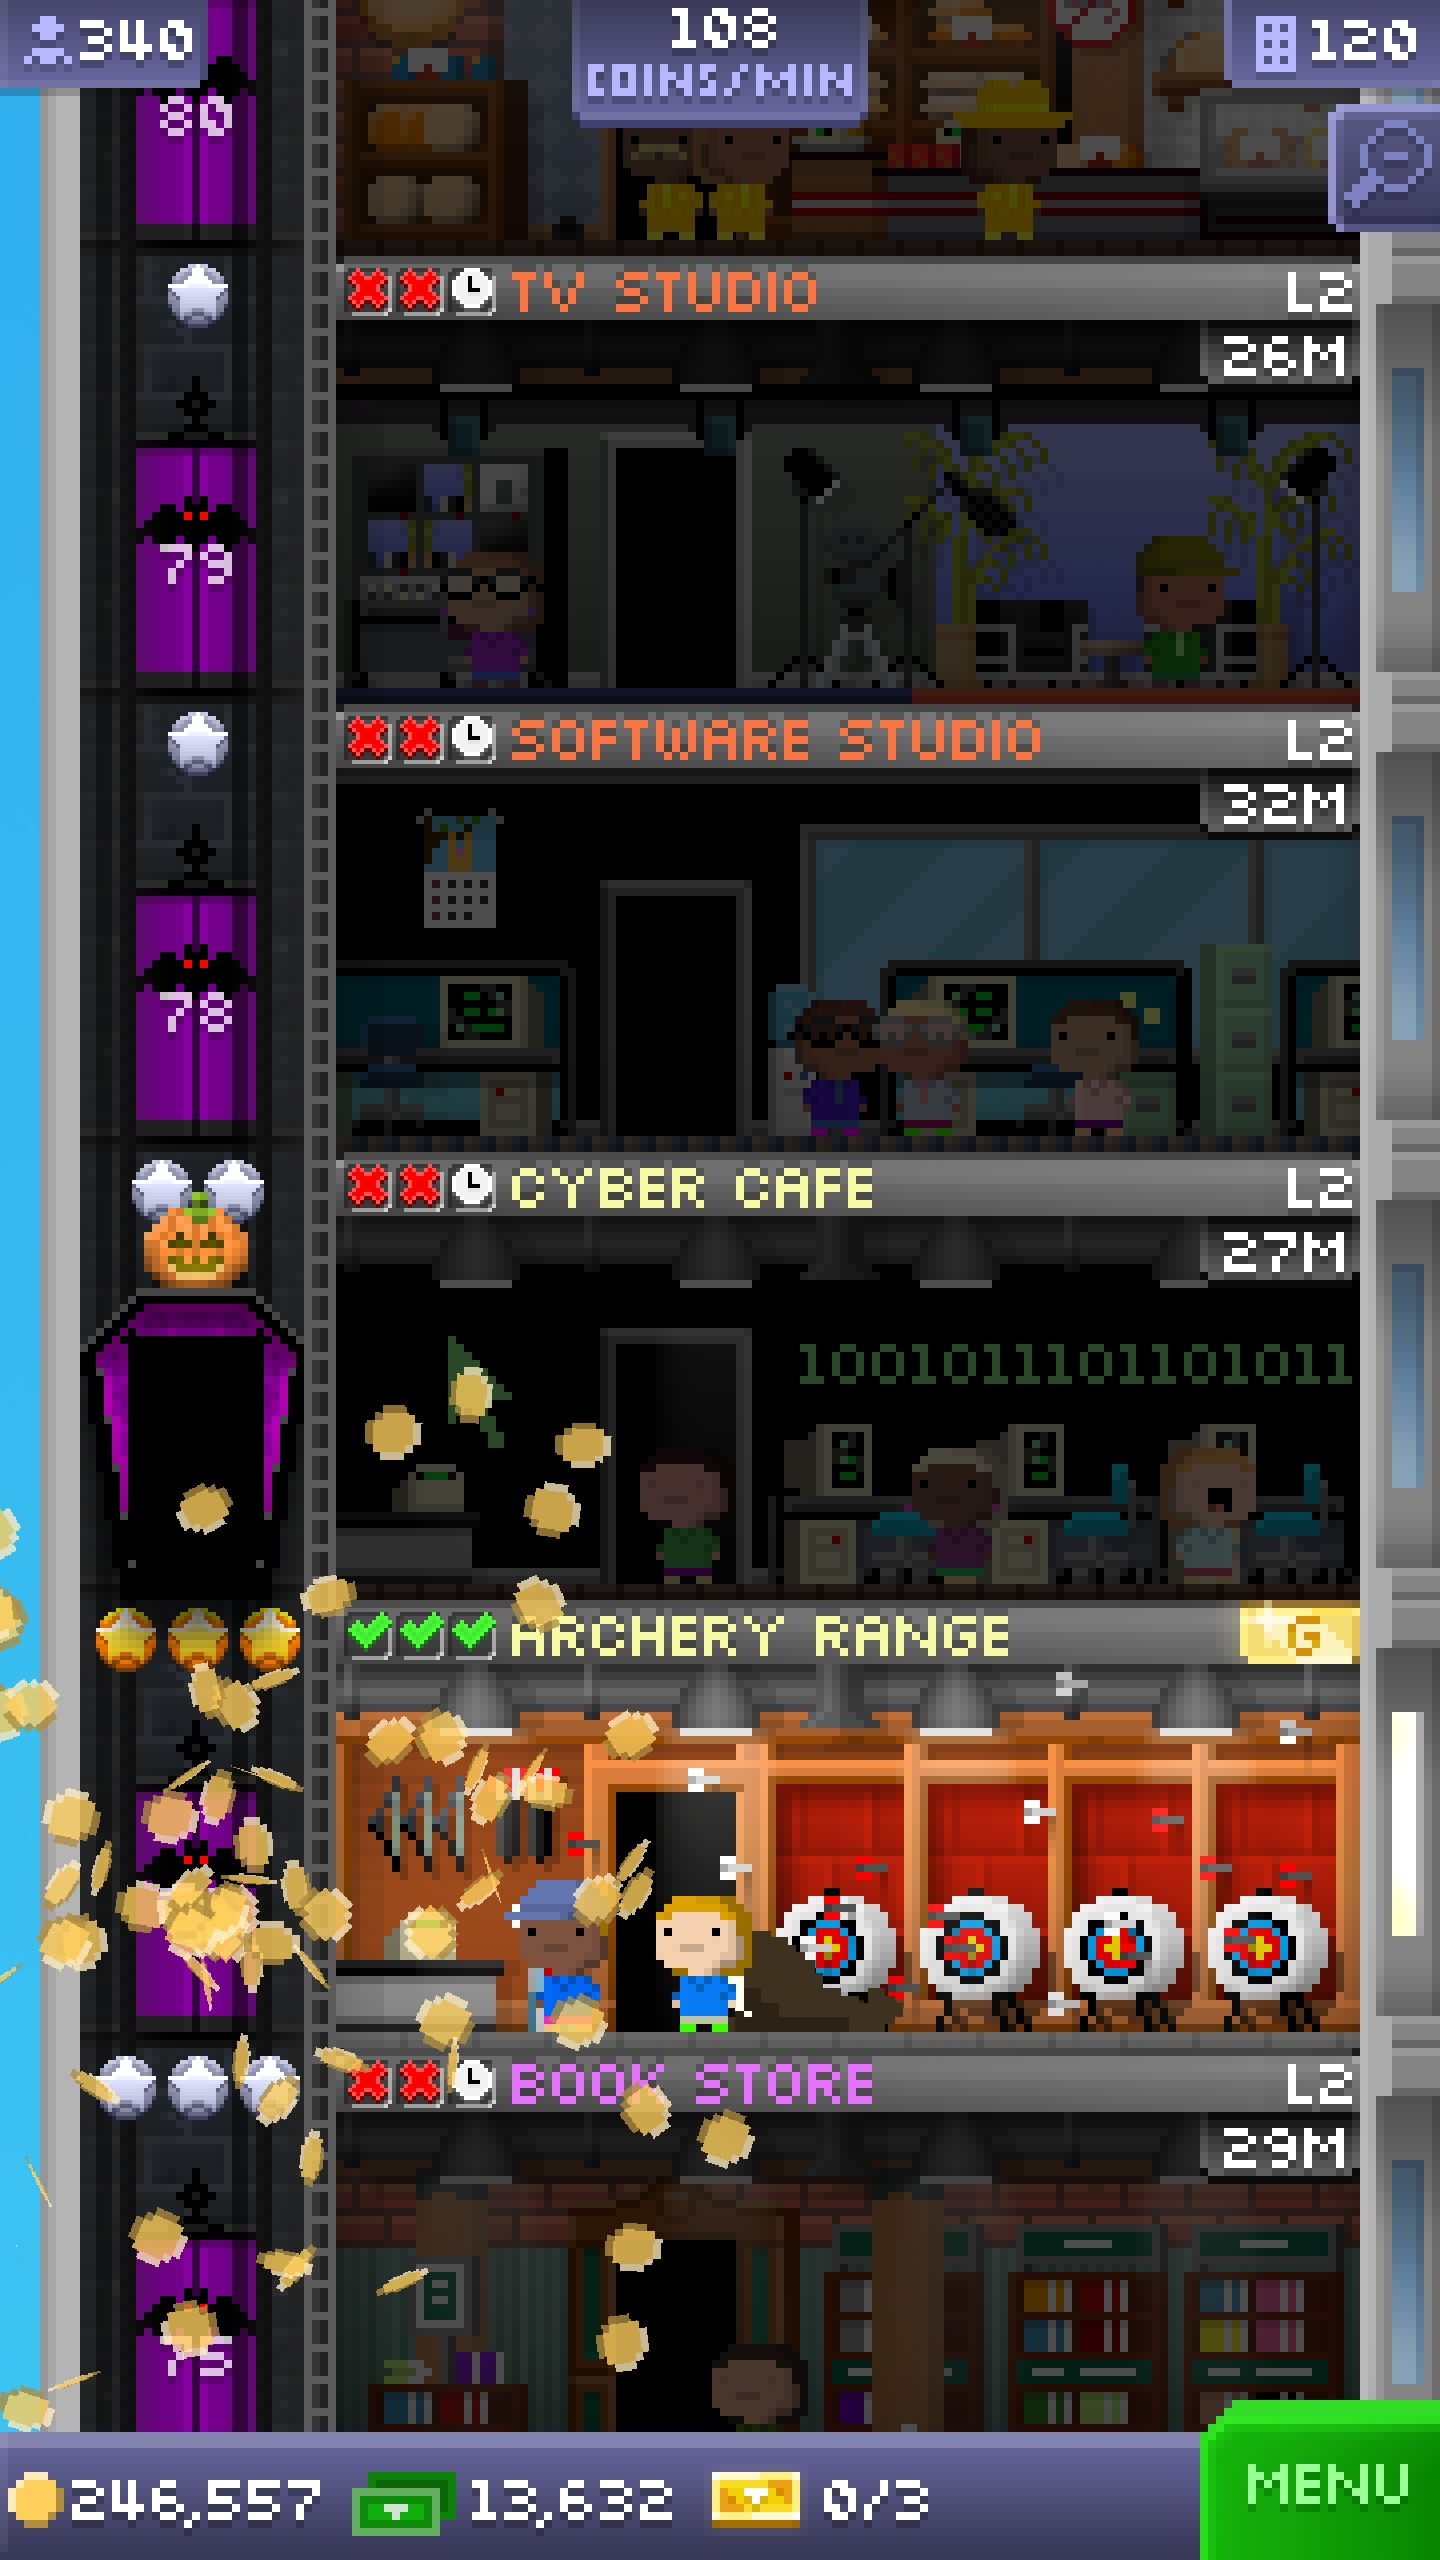 340
108
COINS/MIN
120
80
TV STUDIO L2
26M
79
SOFTWARE STUDIO L2
32M
78
CYBER CAFE L2
27M
1001011101101011
ARCHERY RANGE G
BOOK STORE L2
29M
75
246,557 13,632 0/3
MENU